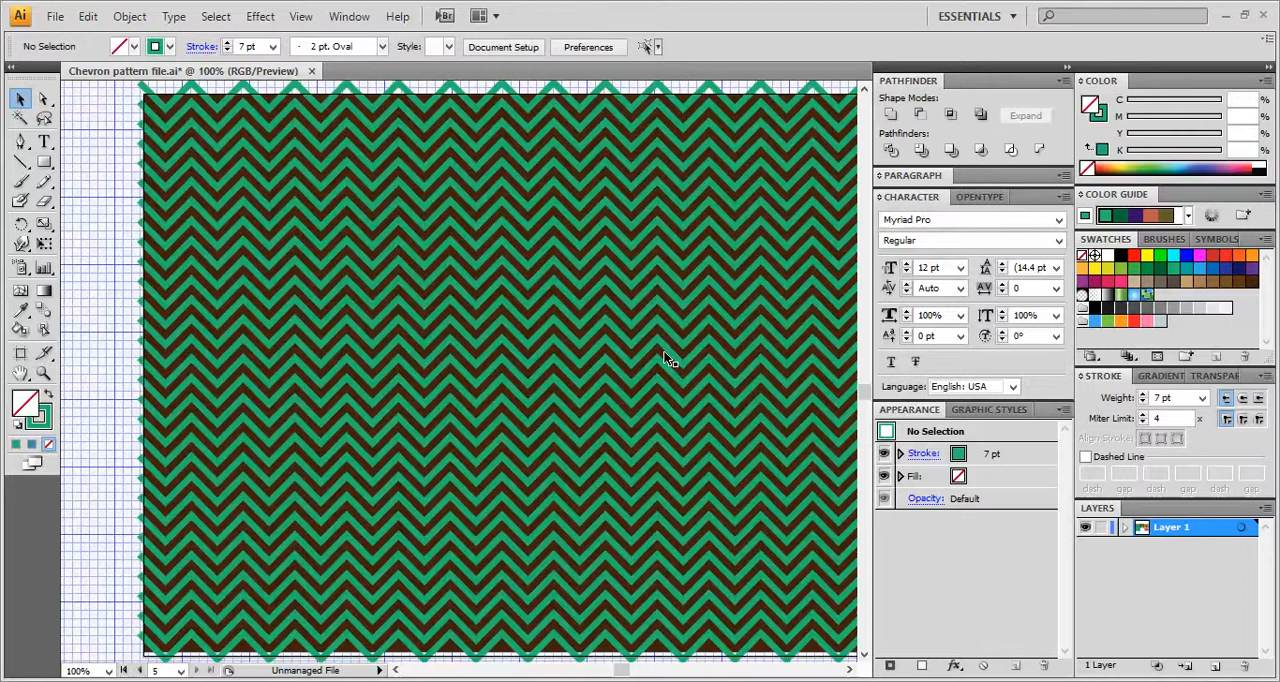 Ai File Edit Object Type Select Effect View Window Help Br ESSENTIALS
No Selection Stroke: 7 pt 2 pt. Oval Style: Document Setup Preferences
Chevron pattern file.ai* @ 100% (RGB/Preview)
PATHFINDER
Shape Modes:
Expand
Pathfinders:
PARAGRAPH
CHARACTER OPENTYPE
Myriad Pro
Regular
12 pt (14.4 pt
Auto 0
100% 100%
0 pt 0°
Language: English: USA
APPEARANCE GRAPHIC STYLES
No Selection
Stroke: 7 pt
Fill:
Opacity: Default
COLOR
C %
M %
Y %
K %
COLOR GUIDE
SWATCHES BRUSHES SYMBOLS
STROKE GRADIENT TRANSPAR
Weight: 7 pt
Miter Limit: 4 x
Align Stroke:
Dashed Line
dash gap dash gap dash gap
LAYERS
Layer 1
1 Layer
100% 5 Unmanaged File